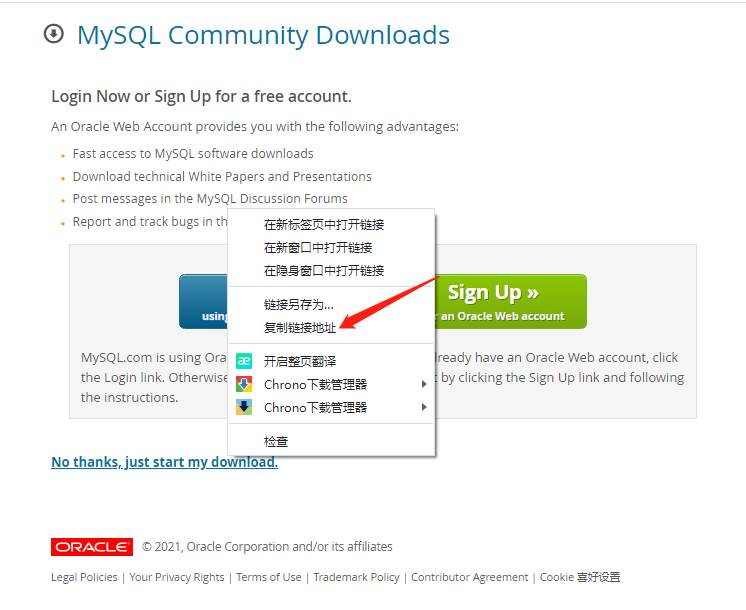 MySQL Community Downloads
Login Now or Sign Up for a free account.
An Oracle Web Account provides you with the following advantages:
Fast access to MySQL software downloads
Download technical White Papers and Presentations
Post messages in the MySQL Discussion Forums
Report and track bugs in th
在新标签页中打开链接
在新窗口中打开链接
在隐身窗口中打开链接
链接另存为...
复制链接地址
开启整页翻译
Chrono下载管理器
Chrono下载管理器
检查
using
Sign Up »
r an Oracle Web account
MySQL.com is using Ora
lready have an Oracle Web account, click
the Login link. Otherwise
t by clicking the Sign Up link and following
the instructions.
No thanks, just start my download.
ORACLE © 2021, Oracle Corporation and/or its affiliates
Legal Policies | Your Privacy Rights | Terms of Use | Trademark Policy | Contributor Agreement | Cookie 喜好设置